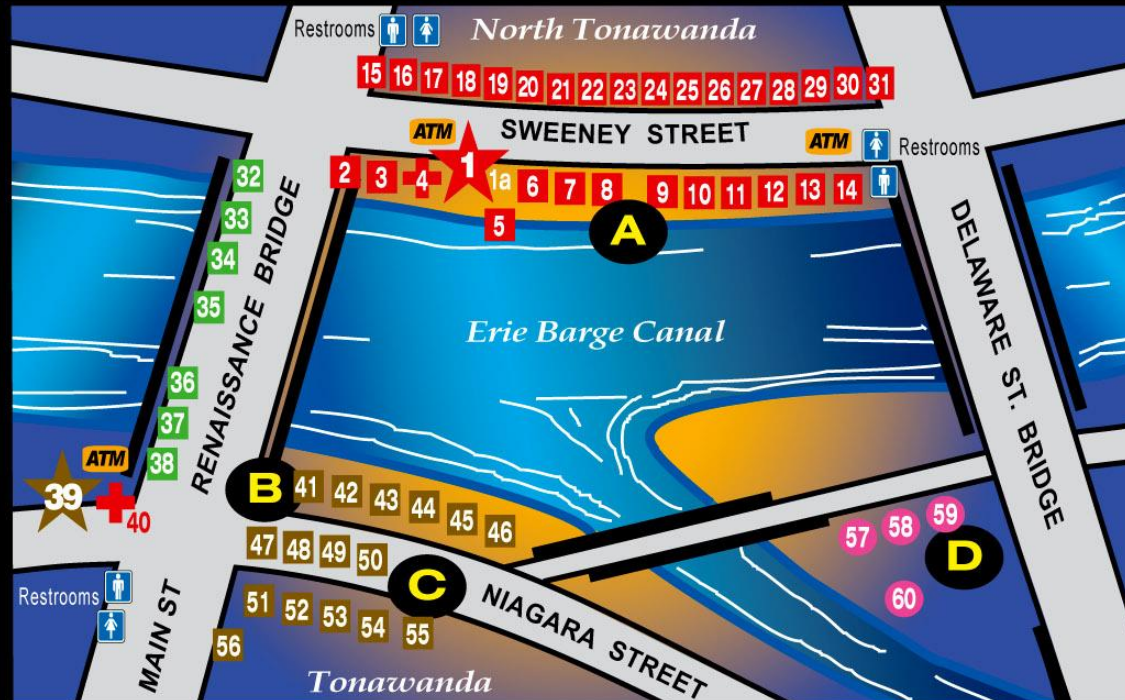 Restrooms
North Tonawanda
15 16 17 18 19 20 21 22 23 24 25 26 27 28 29 30 31
ATM
SWEENEY STREET
ATM
Restrooms
1
2 3 4 1a 6 7 8 9 10 11 12 13 14
5
A
32
33
34
35
36
37
38
RENAISSANCE BRIDGE
DELAWARE ST. BRIDGE
Erie Barge Canal
ATM
39
40
B
41 42 43 44 45 46
47 48 49 50
C
NIAGARA STREET
51 52 53 54 55
56
57 58 59
D
60
Restrooms
MAIN ST
Tonawanda